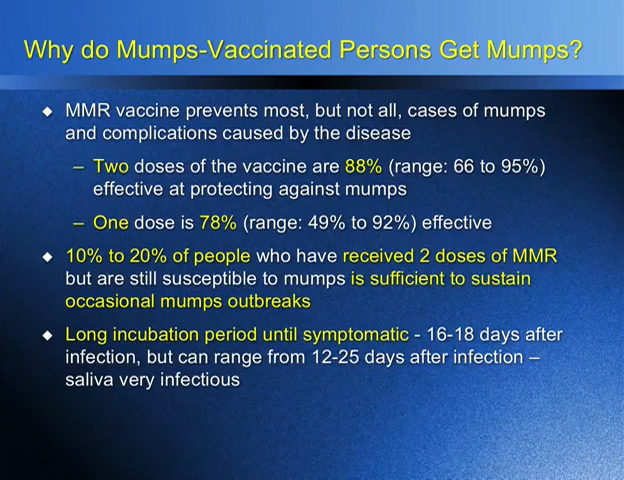 Why do Mumps-Vaccinated Persons Get Mumps?
◆ MMR vaccine prevents most, but not all, cases of mumps
and complications caused by the disease
– Two doses of the vaccine are 88% (range: 66 to 95%)
effective at protecting against mumps
– One dose is 78% (range: 49% to 92%) effective
◆ 10% to 20% of people who have received 2 doses of MMR
but are still susceptible to mumps is sufficient to sustain
occasional mumps outbreaks
◆ Long incubation period until symptomatic - 16-18 days after
infection, but can range from 12-25 days after infection –
saliva very infectious